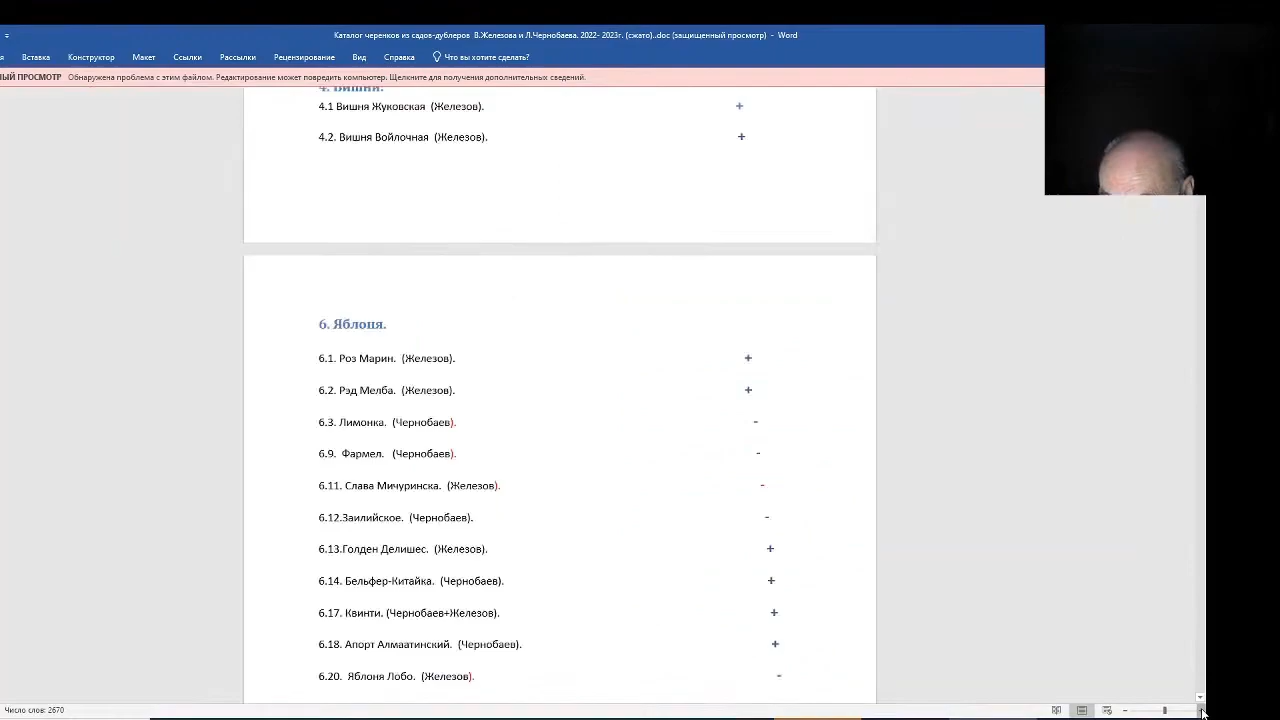 Каталог черенков из садов-дублеров В.Железова и Л.Чернобаева. 2022- 2023г. (сжато)..doc (защищенный просмотр) - Word
Вставка Конструктор Макет Ссылки Рассылки Рецензирование Вид Справка Что вы хотите сделать?
НЫЙ ПРОСМОТР Обнаружена проблема с этим файлом. Редактирование может повредить компьютер. Щелкните для получения дополнительных сведений.
4. Вишни.
4.1 Вишня Жуковская (Железов). +
4.2. Вишня Войлочная (Железов). +
6. Яблоця.
6.1. Роз Марин. (Железов). +
6.2. Рэд Мелба. (Железов). +
6.3. Лимонка. (Чернобаев). -
6.9. Фармел. (Чернобаев). -
6.11. Слава Мичуринска. (Железов). -
6.12.Заилийское. (Чернобаев). -
6.13.Голден Делишес. (Железов). +
6.14. Бельфер-Китайка. (Чернобаев). +
6.17. Квинти. (Чернобаев+Железов). +
6.18. Апорт Алмаатинский. (Чернобаев). +
6.20. Яблоня Лобо. (Железов). -
Число слов: 2670